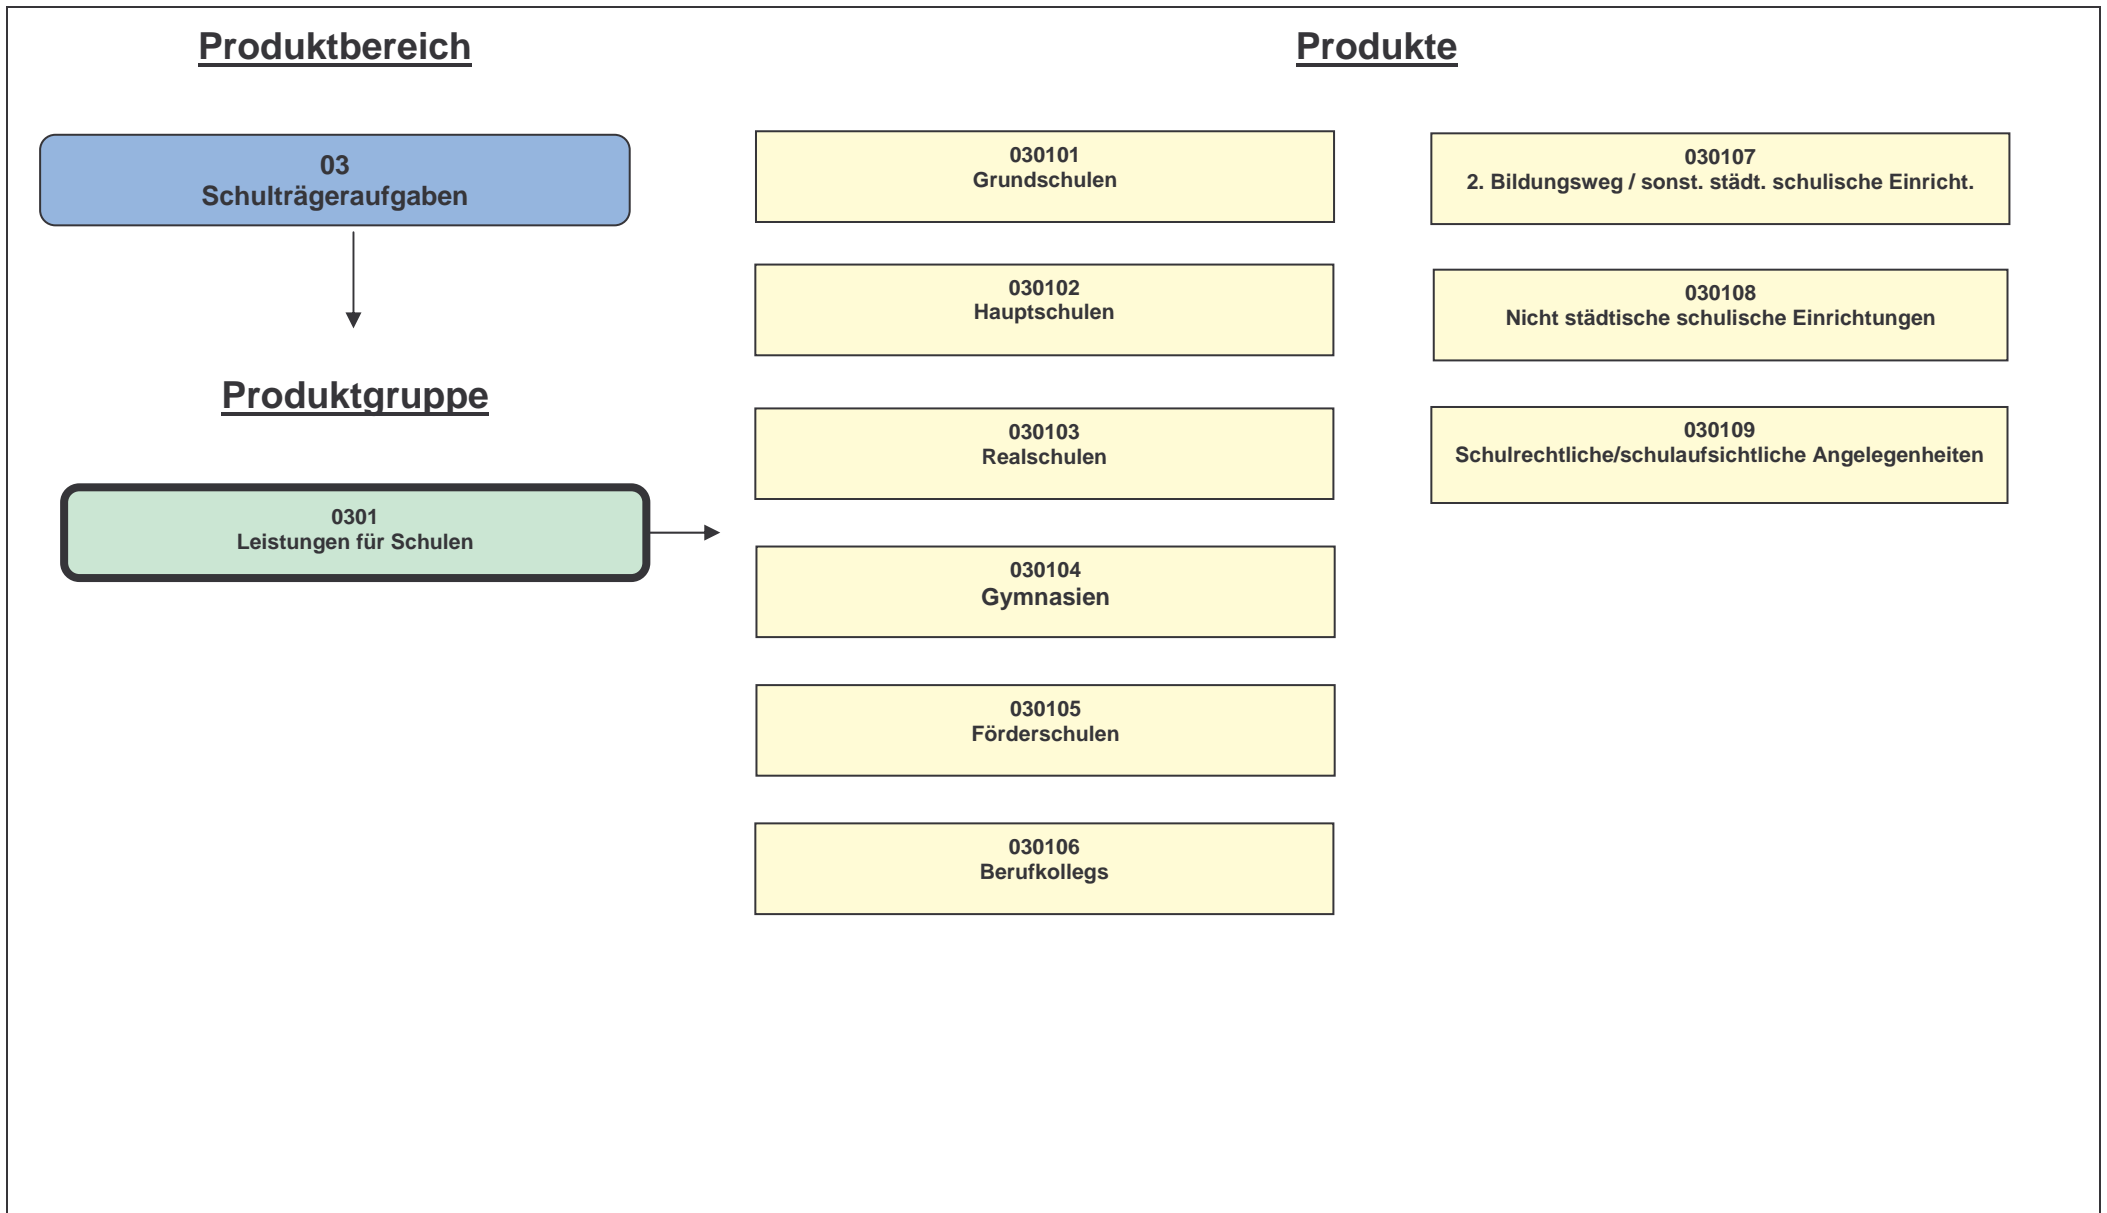 Produktbereich
03
Schulträgeraufgaben
Produktgruppe
0301
Leistungen für Schulen
Produkte
030101
Grundschulen
030102
Hauptschulen
030103
Realschulen
030104
Gymnasien
030105
Förderschulen
030106
Berufkollegs
030107
2. Bildungsweg / sonst. städt. schulische Einricht.
030108
Nicht städtische schulische Einrichtungen
030109
Schulrechtliche/schulaufsichtliche Angelegenheiten